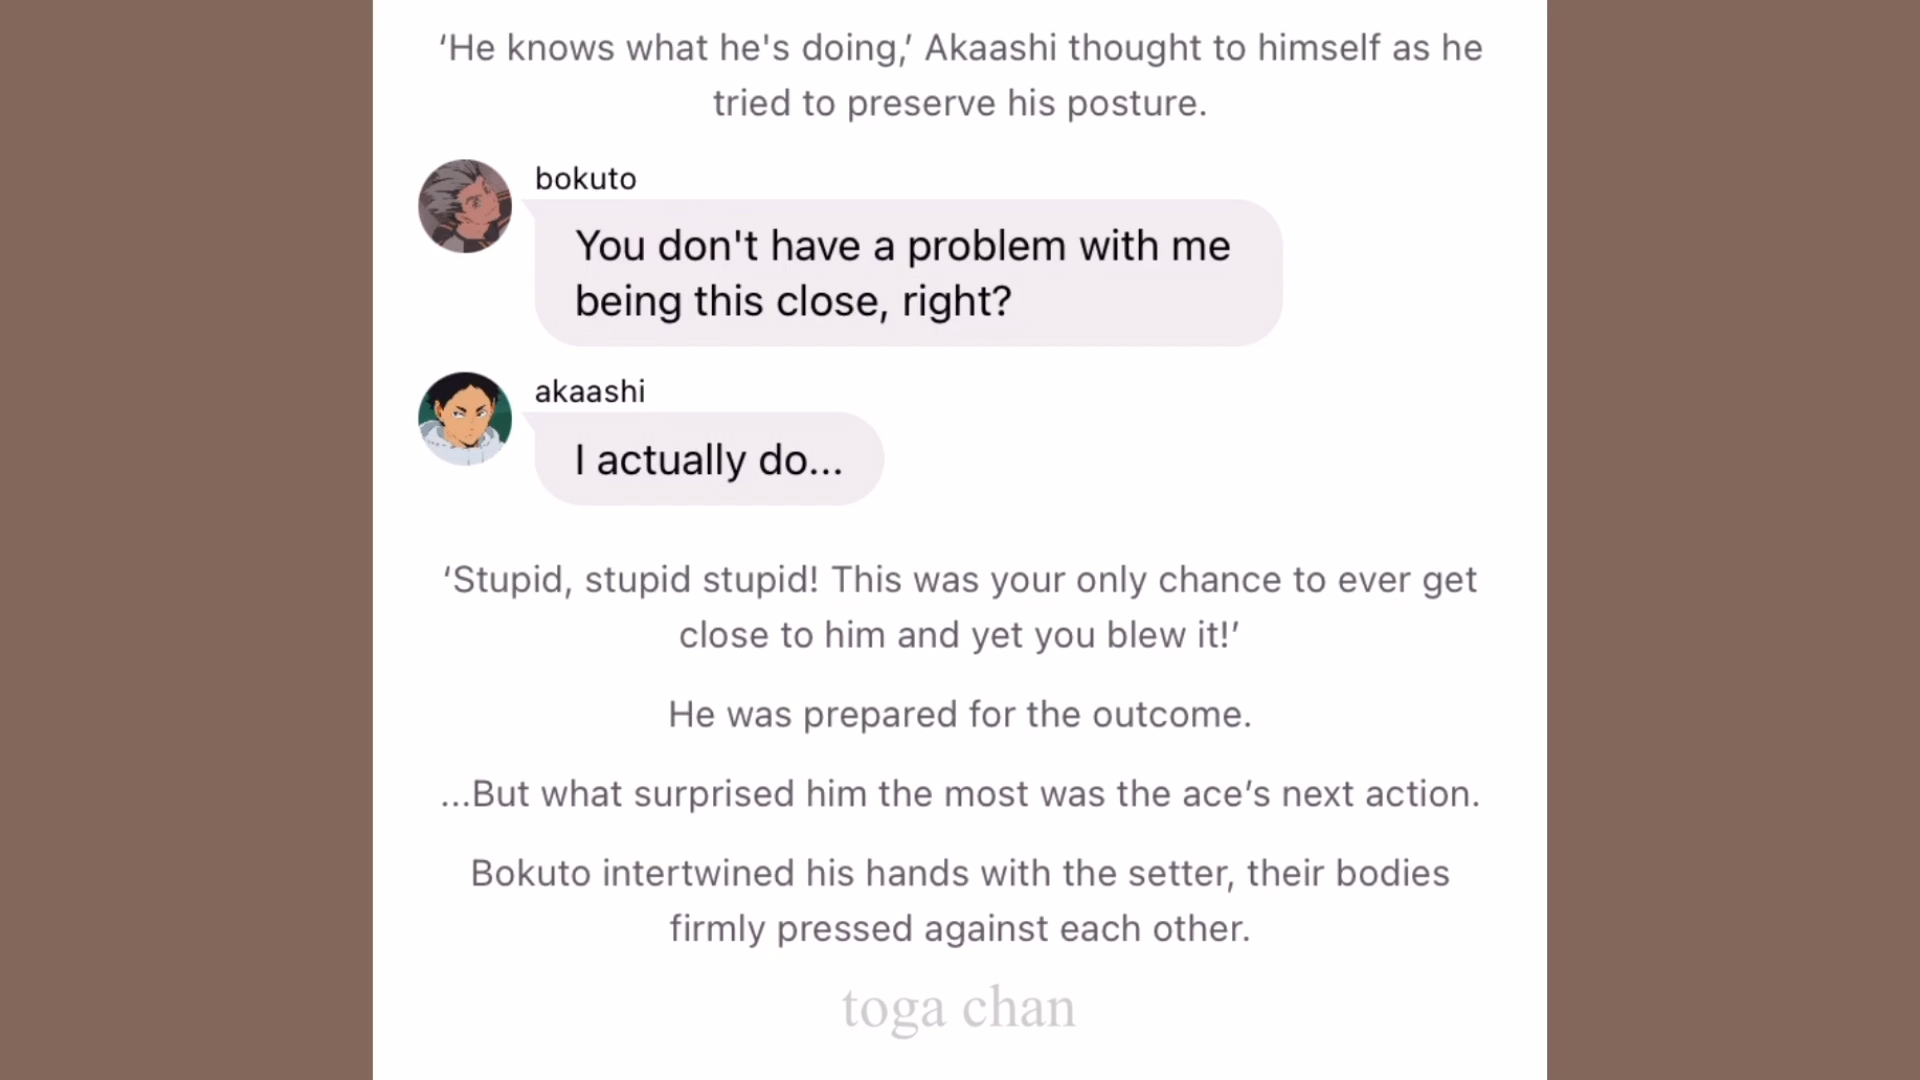 ‘He knows what he's doing,’ Akaashi thought to himself as he
tried to preserve his posture.
bokuto
You don't have a problem with me
being this close, right?
akaashi
I actually do...
‘Stupid, stupid stupid! This was your only chance to ever get
close to him and yet you blew it!’
He was prepared for the outcome.
...But what surprised him the most was the ace’s next action.
Bokuto intertwined his hands with the setter, their bodies
firmly pressed against each other.
toga chan